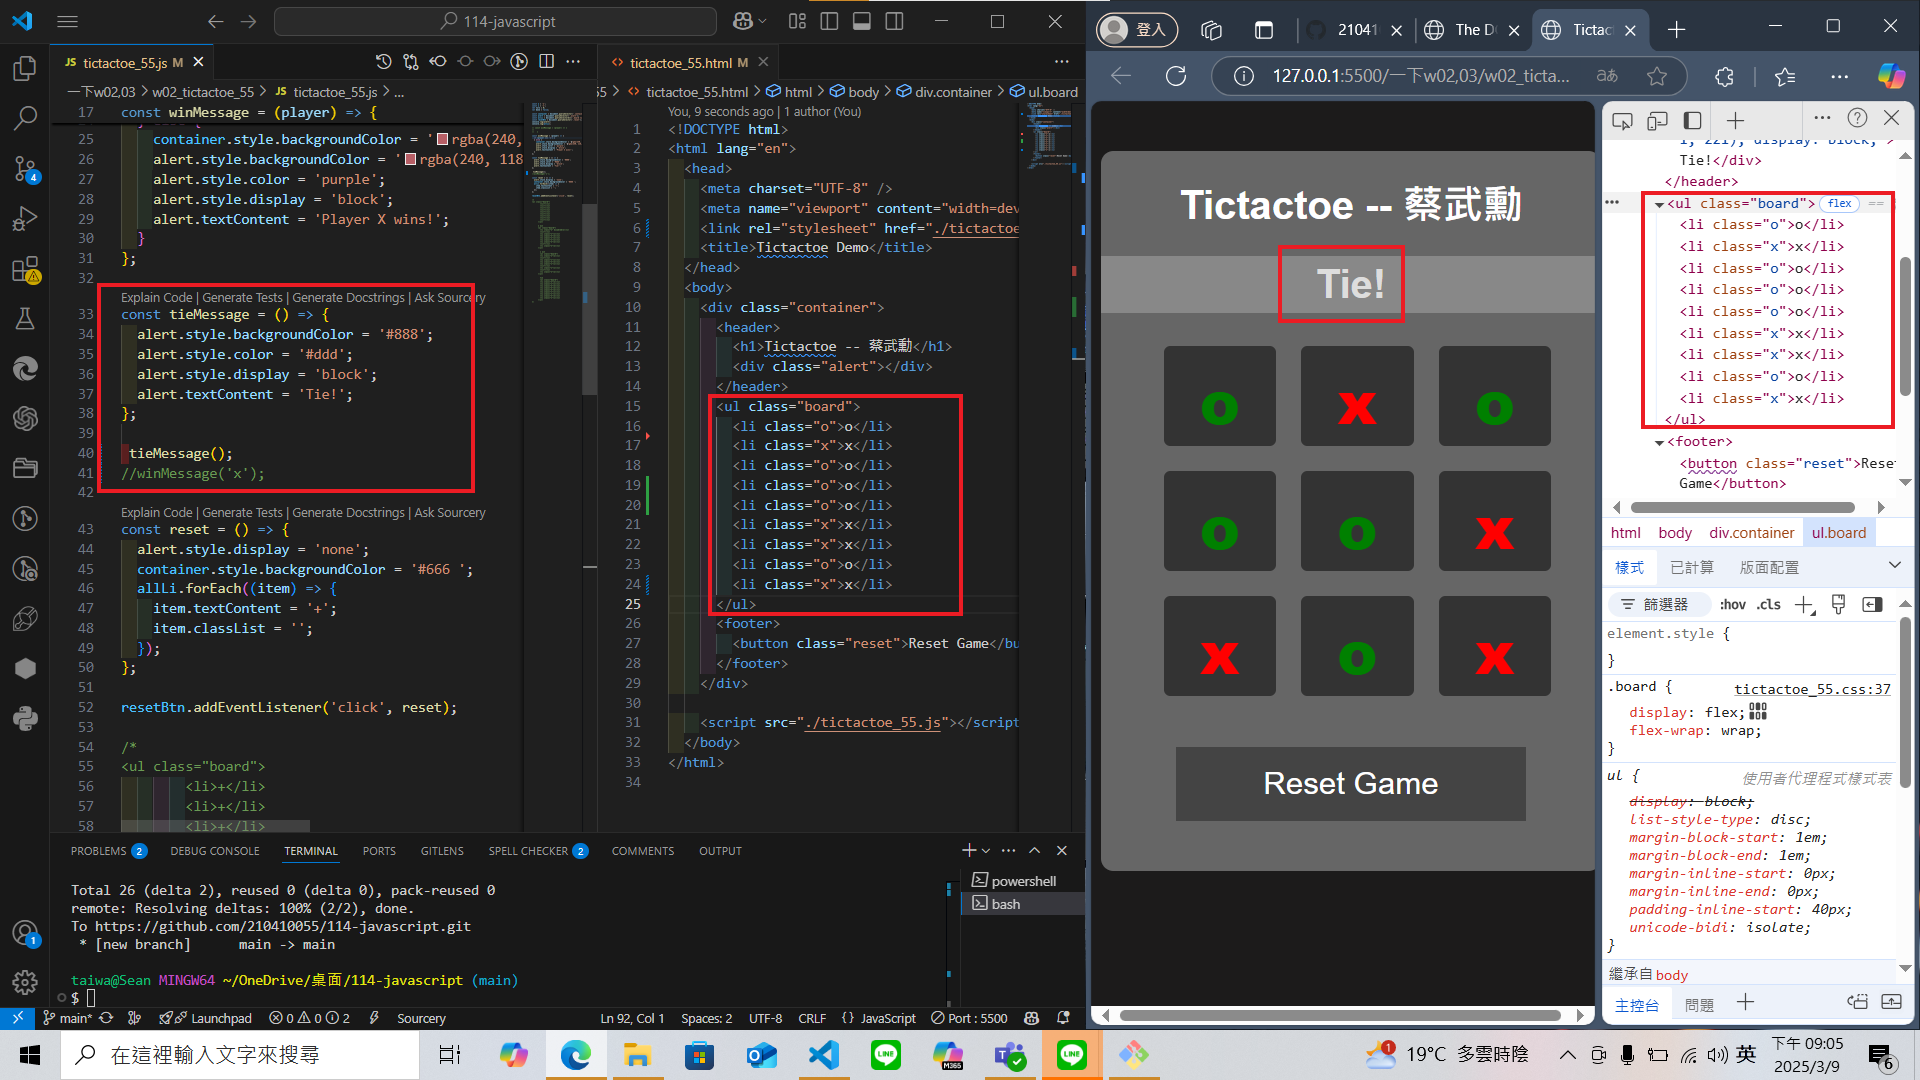 114-javascript
tictactoe_55.js M
一下w02,03 > w02_tictactoe_55 > JS tictactoe_55.js > ...
17 const winMessage = (player) => {
25 container.style.backgroundColor = 'rgba(240,
26 alert.style.backgroundColor = 'rgba(240, 118
27 alert.style.color = 'purple';
28 alert.style.display = 'block';
29 alert.textContent = 'Player X wins!';
30 }
31 };
32
Explain Code | Generate Tests | Generate Docstrings | Ask Sourcery
33 const tieMessage = () => {
34 alert.style.backgroundColor = '#888';
35 alert.style.color = '#ddd';
36 alert.style.display = 'block';
37 alert.textContent = 'Tie!';
38 };
39
40 tieMessage();
41 //winMessage('x');
42
Explain Code | Generate Tests | Generate Docstrings | Ask Sourcery
43 const reset = () => {
44 alert.style.display = 'none';
45 container.style.backgroundColor = '#666 ';
46 allLi.forEach((item) => {
47 item.textContent = '+';
48 item.classList = '';
49 });
50 };
51
52 resetBtn.addEventListener('click', reset);
53
54 /*
55 <ul class="board">
56 <li>+</li>
57 <li>+</li>
58 <li>+</li>
tictactoe_55.html M
55 > tictactoe_55.html > html > body > div.container > ul.board
You, 9 seconds ago | 1 author (You)
1 <!DOCTYPE html>
2 <html lang="en">
3 <head>
4 <meta charset="UTF-8" />
5 <meta name="viewport" content="width=dev
6 <link rel="stylesheet" href="./tictactoe
7 <title>Tictactoe Demo</title>
8 </head>
9 <body>
10 <div class="container">
11 <header>
12 <h1>Tictactoe -- 蔡武勳</h1>
13 <div class="alert"></div>
14 </header>
15 <ul class="board">
16 <li class="o">o</li>
17 <li class="x">x</li>
18 <li class="o">o</li>
19 <li class="o">o</li>
20 <li class="o">o</li>
21 <li class="x">x</li>
22 <li class="x">x</li>
23 <li class="o">o</li>
24 <li class="x">x</li>
25 </ul>
26 <footer>
27 <button class="reset">Reset Game</bu
28 </footer>
29 </div>
30
31 <script src="./tictactoe_55.js"></script
32 </body>
33 </html>
34
PROBLEMS 2 DEBUG CONSOLE TERMINAL PORTS GITLENS SPELL CHECKER 2 COMMENTS OUTPUT
Total 26 (delta 2), reused 0 (delta 0), pack-reused 0
remote: Resolving deltas: 100% (2/2), done.
To https://github.com/210410055/114-javascript.git
* [new branch] main -> main
taiwa@Sean MINGW64 ~/OneDrive/桌面/114-javascript (main)
$
powershell
bash
main* Launchpad 0 0 2 Sourcery Ln 92, Col 1 Spaces: 2 UTF-8 CRLF {} JavaScript Port : 5500
登入 21041 The D Tictac
127.0.0.1:5500/一下w02,03/w02_ticta...
Tictactoe -- 蔡武勳
Tie!
o x o
o o x
x o x
Reset Game
1, 221); display: block;">
Tie!</div>
</header>
<ul class="board"> flex ==
<li class="o">o</li>
<li class="x">x</li>
<li class="o">o</li>
<li class="o">o</li>
<li class="o">o</li>
<li class="x">x</li>
<li class="x">x</li>
<li class="o">o</li>
<li class="x">x</li>
</ul>
<footer>
<button class="reset">Reset
Game</button>
html body div.container ul.board
樣式 已計算 版面配置
篩選器 :hov .cls
element.style {
}
.board { tictactoe_55.css:37
display: flex;
flex-wrap: wrap;
}
ul { 使用者代理程式樣式表
display: block;
list-style-type: disc;
margin-block-start: 1em;
margin-block-end: 1em;
margin-inline-start: 0px;
margin-inline-end: 0px;
padding-inline-start: 40px;
unicode-bidi: isolate;
}
繼承自 body
主控台 問題
在這裡輸入文字來搜尋
19°C 多雲時陰 英 下午 09:05
2025/3/9
6